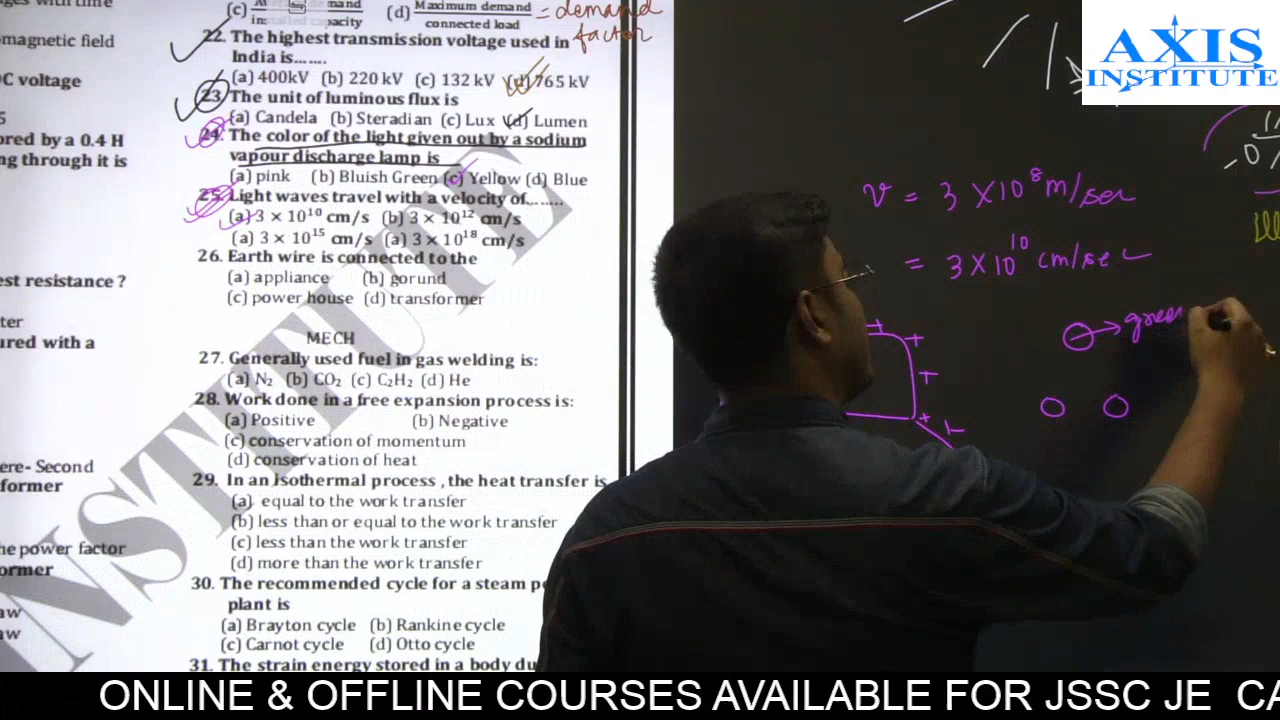 ges with time
magnetic field
C voltage
5
ored by a 0.4 H
ng through it is
est resistance ?
ter
ured with a
ere- Second
former
he power factor
ormer
aw
aw
(c) demand / installed capacity (d) Maximum demand / connected load = demand factor
22. The highest transmission voltage used in
India is.......
(a) 400kV (b) 220 kV (c) 132 kV (d) 765 kV
23. The unit of luminous flux is
(a) Candela (b) Steradian (c) Lux (d) Lumen
24. The color of the light given out by a sodium
vapour discharge lamp is
(a) pink (b) Bluish Green (c) Yellow (d) Blue
25. Light waves travel with a velocity of........
(a) 3 × 10¹⁰ cm/s (b) 3 × 10¹² cm/s
(a) 3 × 10¹⁵ cm/s (a) 3 × 10¹⁸ cm/s
26. Earth wire is connected to the
(a) appliance (b) gorund
(c) power house (d) transformer
MECH
27. Generally used fuel in gas welding is:
(a) N₂ (b) CO₂ (c) C₂H₂ (d) He
28. Work done in a free expansion process is:
(a) Positive (b) Negative
(c) conservation of momentum
(d) conservation of heat
29. In an isothermal process , the heat transfer is
(a) equal to the work transfer
(b) less than or equal to the work transfer
(c) less than the work transfer
(d) more than the work transfer
30. The recommended cycle for a steam p
plant is
(a) Brayton cycle (b) Rankine cycle
(c) Carnot cycle (d) Otto cycle
31. The strain energy stored in a body du
INSTITUTE
AXIS
INSTITUTE
v = 3 × 10⁸ m/sec
= 3 × 10¹⁰ cm/sec
green
ONLINE & OFFLINE COURSES AVAILABLE FOR JSSC JE CA